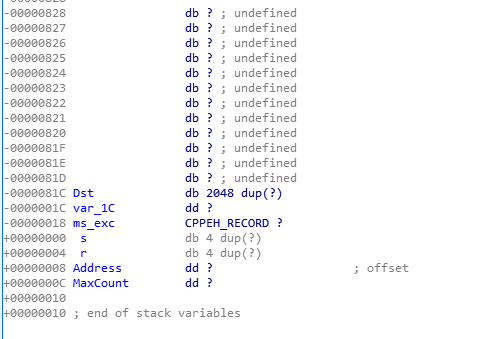 -00000828 db ? ; undefined
-00000827 db ? ; undefined
-00000826 db ? ; undefined
-00000825 db ? ; undefined
-00000824 db ? ; undefined
-00000823 db ? ; undefined
-00000822 db ? ; undefined
-00000821 db ? ; undefined
-00000820 db ? ; undefined
-0000081F db ? ; undefined
-0000081E db ? ; undefined
-0000081D db ? ; undefined
-0000081C Dst db 2048 dup(?)
-0000001C var_1C dd ?
-00000018 ms_exc CPPEH_RECORD ?
+00000000 s db 4 dup(?)
+00000004 r db 4 dup(?)
+00000008 Address dd ? ; offset
+0000000C MaxCount dd ?
+00000010
+00000010 ; end of stack variables